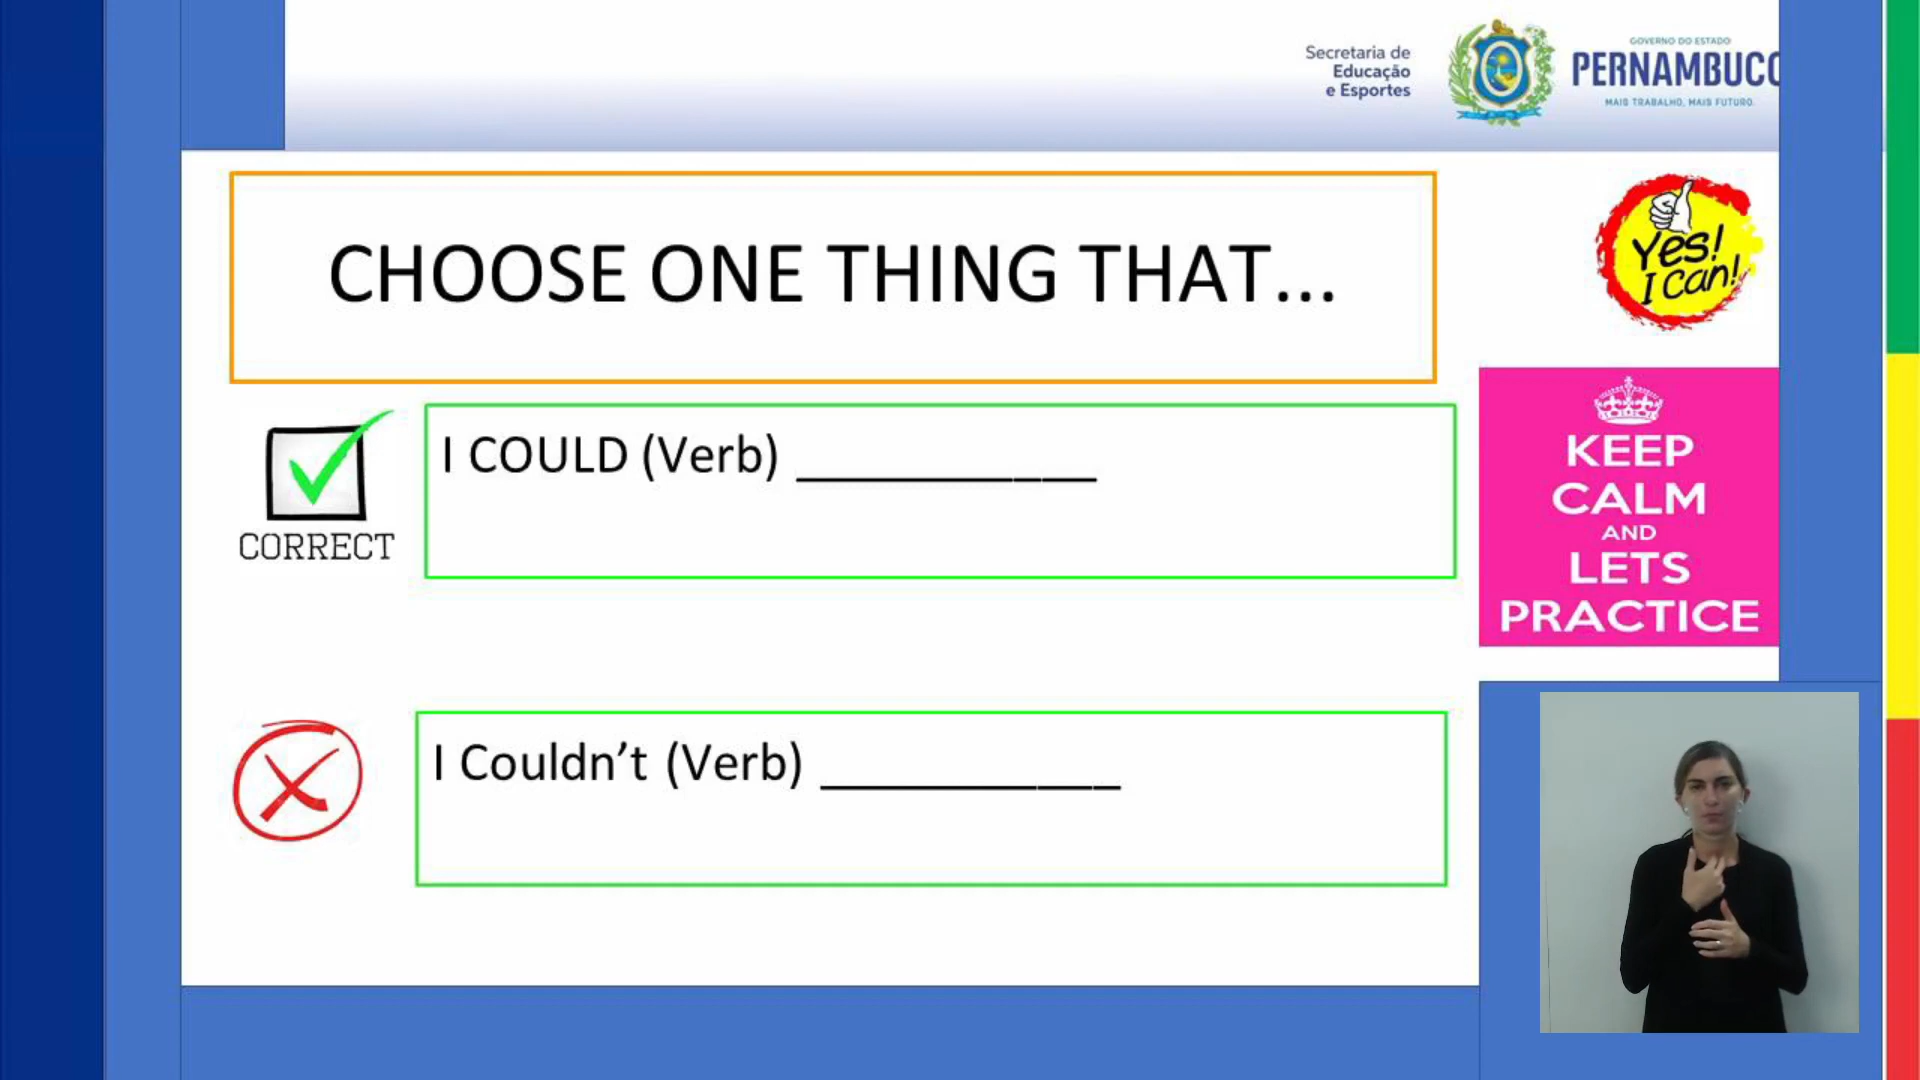 Secretaria de
Educação
e Esportes
GOVERNO DO ESTADO
PERNAMBUCO
MAIS TRABALHO, MAIS FUTURO.
CHOOSE ONE THING THAT...
Yes!
I can!
CORRECT
I COULD (Verb) ___________
KEEP
CALM
AND
LETS
PRACTICE
I Couldn’t (Verb) ___________